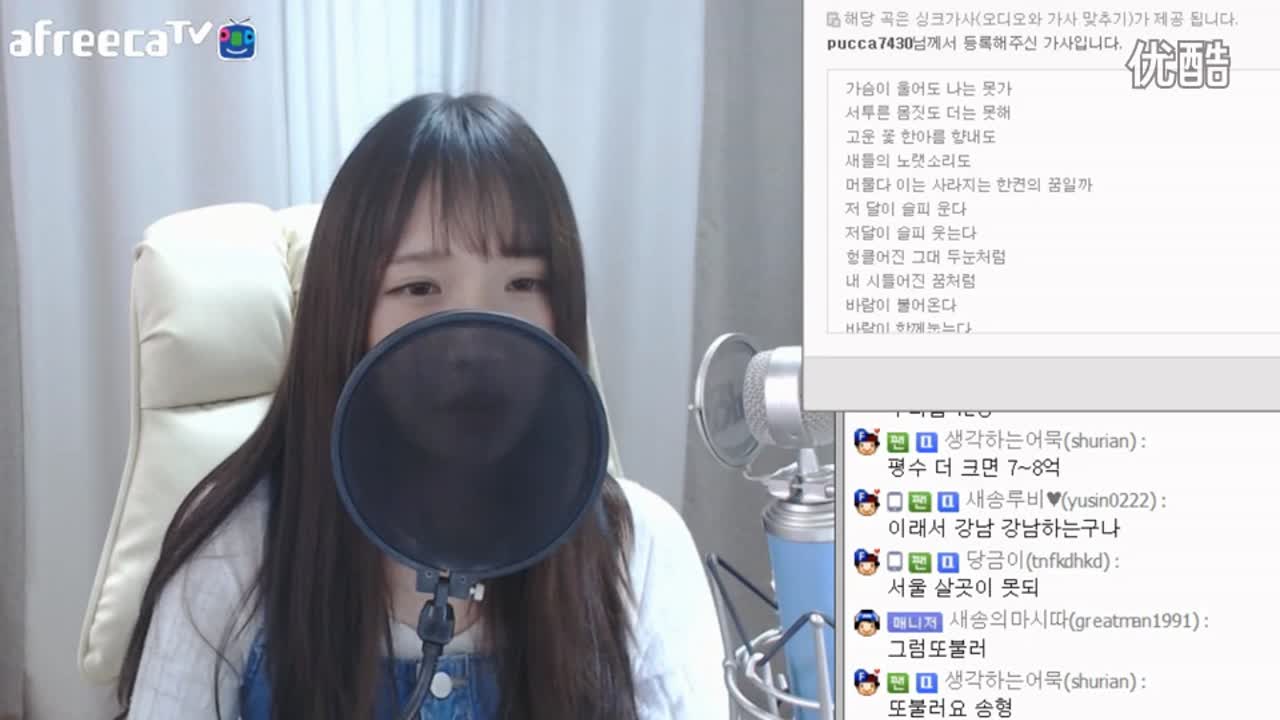 afreecaTV
해당 곡은 싱크가사(오디오와 가사 맞추기)가 제공 됩니다.
pucca7430님께서 등록해주신 가사입니다.
优酷
가슴이 울어도 나는 못가
서투른 몸짓도 더는 못해
고운 꽃 한아름 향내도
새들의 노랫소리도
머물다 이는 사라지는 한켠의 꿈일까
저 달이 슬피 운다
저달이 슬피 웃는다
헝클어진 그대 두눈처럼
내 시들어진 꿈처럼
바람이 불어온다
생각하는어묵(shurian) :
평수 더 크면 7~8억
새송루비♥(yusin0222) :
이래서 강남 강남하는구나
당금이(tnfkdhkd) :
서울 살곳이 못되
매니저 새송의마시따(greatman1991) :
그럼또불러
생각하는어묵(shurian) :
또불러요 송형